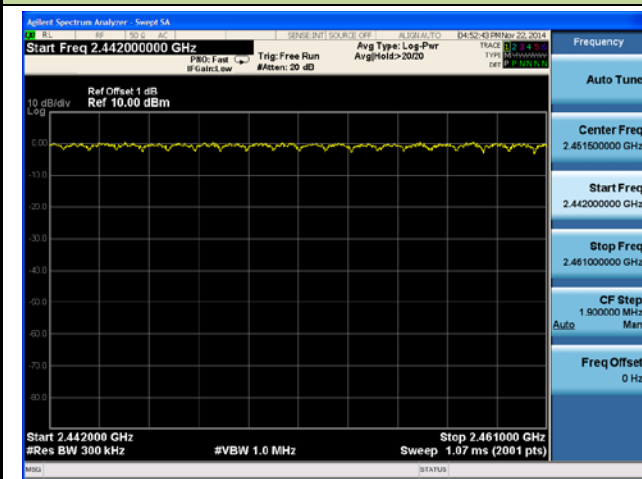 Agilent Spectrum Analyzer - Swept SA
RL RF 50 Ω AC SENSE:INT SOURCE OFF ALIGN AUTO 04:52:43 PM Nov 22, 2014
Start Freq 2.442000000 GHz
PNO: Fast
IFGain:Low
Trig: Free Run
#Atten: 20 dB
Avg Type: Log-Pwr
Avg|Hold:>20/20
TRACE 1 2 3 4 5 6
TYPE M
DET P P N N N N
Ref Offset 1 dB
10 dB/div Ref 10.00 dBm
Log
0.00
-10.0
-20.0
-30.0
-40.0
-50.0
-60.0
-70.0
-80.0
Start 2.442000 GHz Stop 2.461000 GHz
#Res BW 300 kHz #VBW 1.0 MHz Sweep 1.07 ms (2001 pts)
MSG STATUS
Frequency
Auto Tune
Center Freq
2.451500000 GHz
Start Freq
2.442000000 GHz
Stop Freq
2.461000000 GHz
CF Step
1.900000 MHz
Auto Man
Freq Offset
0 Hz